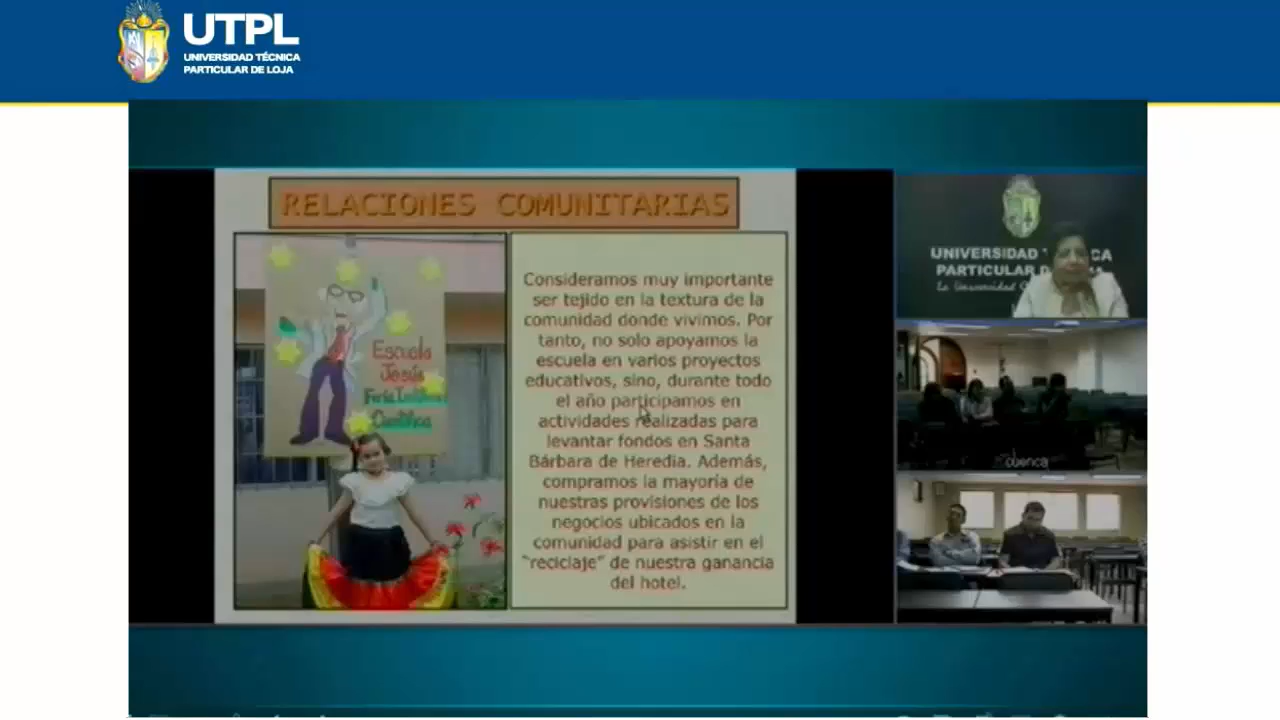 UTPL
UNIVERSIDAD TÉCNICA
PARTICULAR DE LOJA
RELACIONES COMUNITARIAS
Escuela
Jesús
Feria
Científica
Consideramos muy importante
ser tejido en la textura de la
comunidad donde vivimos. Por
tanto, no solo apoyamos la
escuela en varios proyectos
educativos, sino, durante todo
el año participamos en
actividades realizadas para
levantar fondos en Santa
Bárbara de Heredia. Además,
compramos la mayoría de
nuestras provisiones de los
negocios ubicados en la
comunidad para asistir en el
"reciclaje" de nuestra ganancia
del hotel.
UNIVERSIDAD
PARTICULAR
La Universidad
cuenca